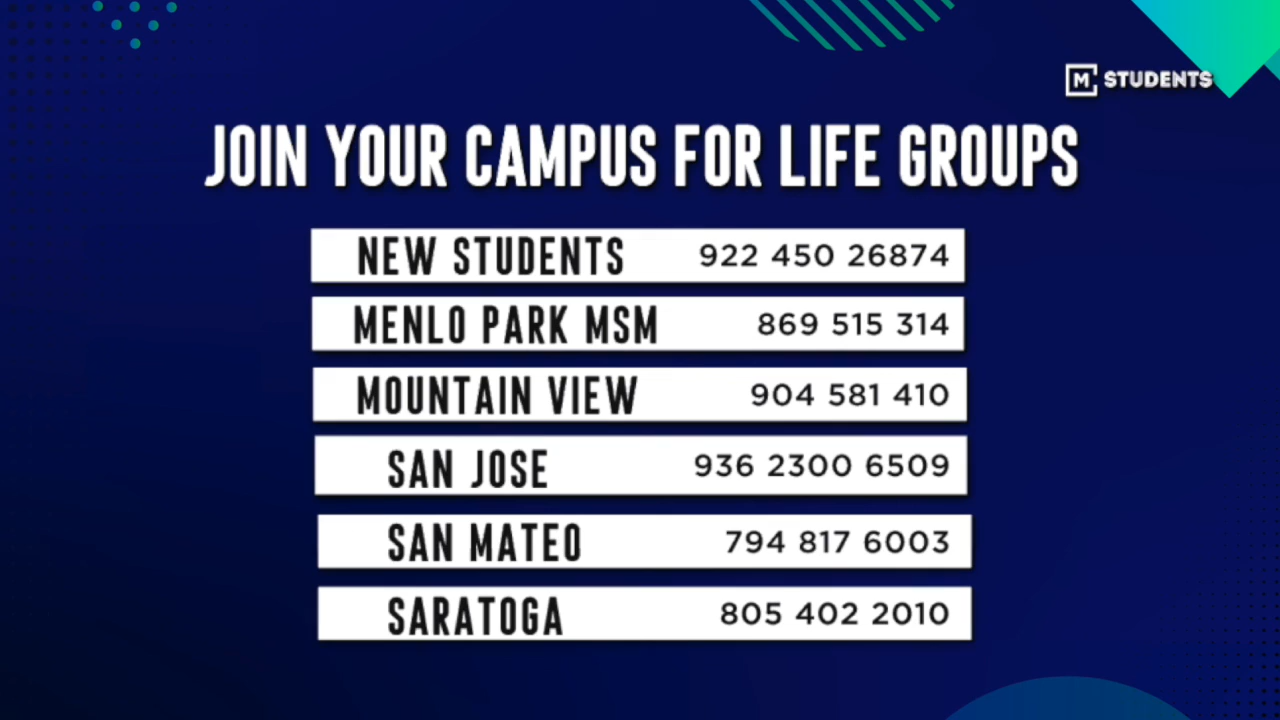 M STUDENTS
JOIN YOUR CAMPUS FOR LIFE GROUPS
NEW STUDENTS 922 450 26874
MENLO PARK MSM 869 515 314
MOUNTAIN VIEW 904 581 410
SAN JOSE 936 2300 6509
SAN MATEO 794 817 6003
SARATOGA 805 402 2010